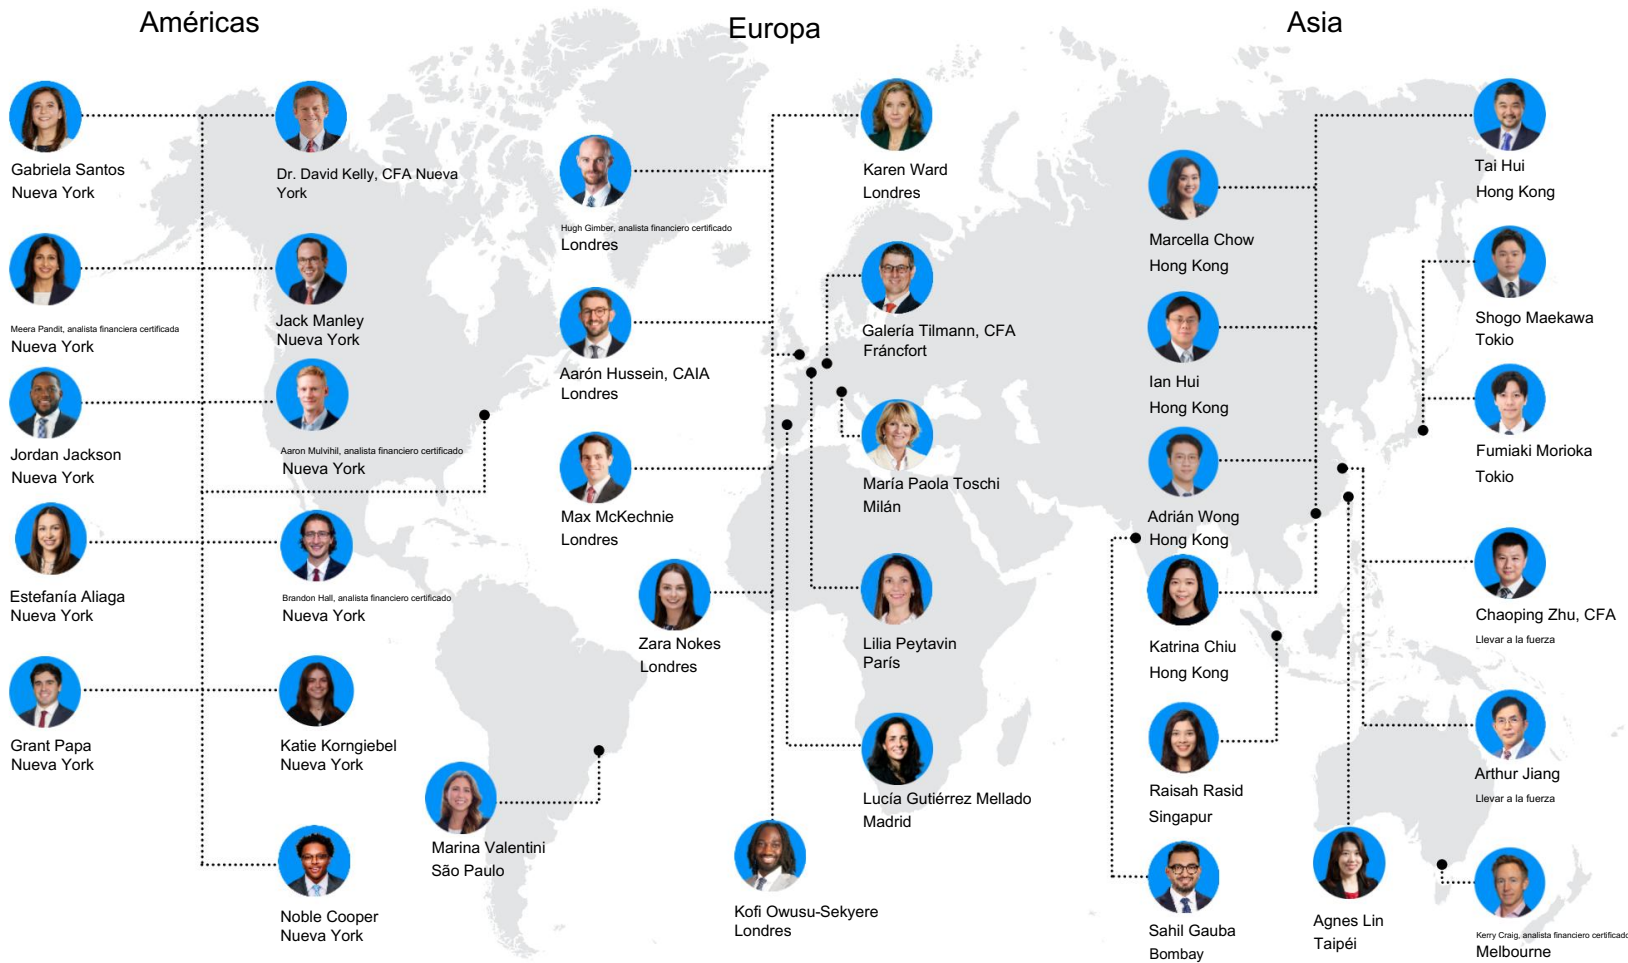 Américas
Europa
Asia
Gabriela Santos
Nueva York
Dr. David Kelly, CFA Nueva
York
Meera Pandit, analista financiera certificada
Nueva York
Jack Manley
Nueva York
Jordan Jackson
Nueva York
Aaron Mulvihil, analista financiero certificado
Nueva York
Estefanía Aliaga
Nueva York
Brandon Hall, analista financiero certificado
Nueva York
Grant Papa
Nueva York
Katie Korngiebel
Nueva York
Noble Cooper
Nueva York
Marina Valentini
São Paulo
Hugh Gimber, analista financiero certificado
Londres
Karen Ward
Londres
Aarón Hussein, CAIA
Londres
Galería Tilmann, CFA
Fráncfort
Max McKechnie
Londres
María Paola Toschi
Milán
Zara Nokes
Londres
Lilia Peytavin
París
Lucía Gutiérrez Mellado
Madrid
Kofi Owusu-Sekyere
Londres
Marcella Chow
Hong Kong
Tai Hui
Hong Kong
Ian Hui
Hong Kong
Shogo Maekawa
Tokio
Adrián Wong
Hong Kong
Fumiaki Morioka
Tokio
Katrina Chiu
Hong Kong
Chaoping Zhu, CFA
Llevar a la fuerza
Raisah Rasid
Singapur
Arthur Jiang
Llevar a la fuerza
Sahil Gauba
Bombay
Agnes Lin
Taipéi
Kerry Craig, analista financiero certificado
Melbourne